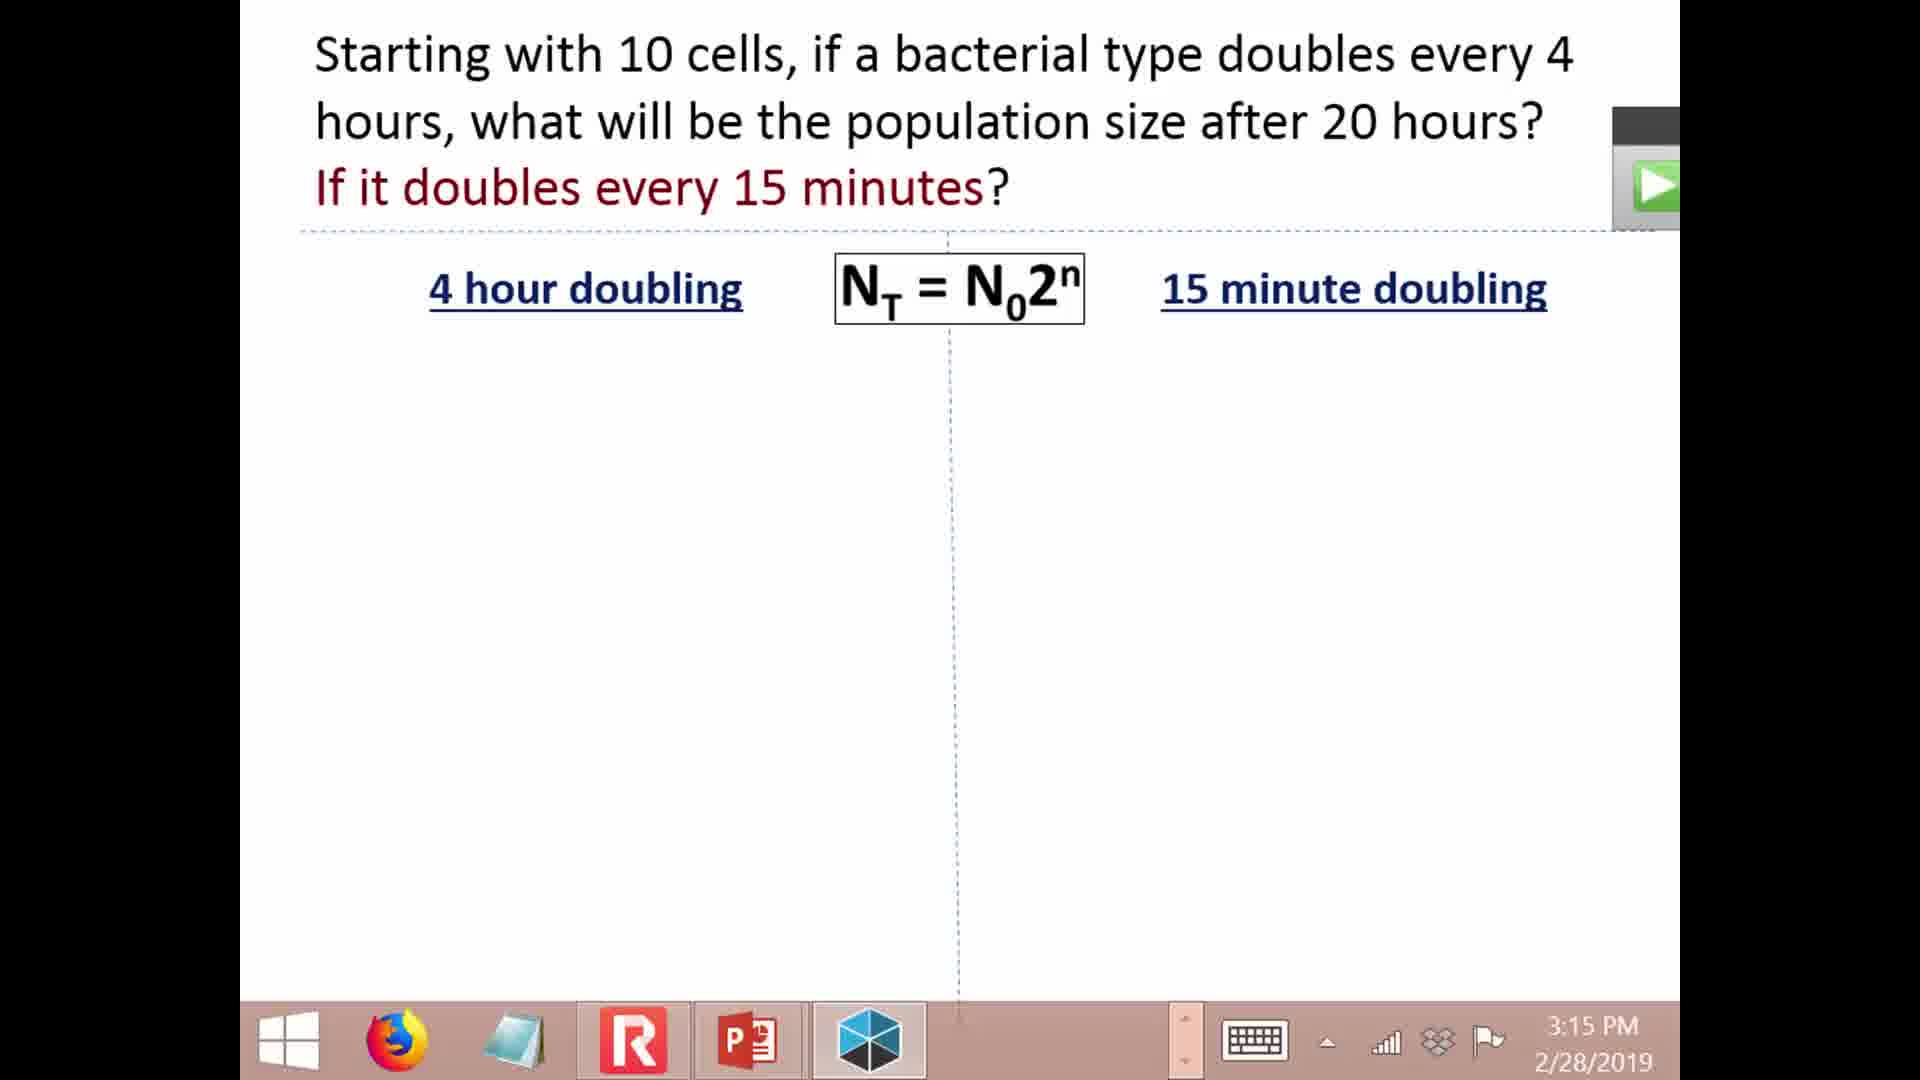 Starting with 10 cells, if a bacterial type doubles every 4
hours, what will be the population size after 20 hours?
If it doubles every 15 minutes?
4 hour doubling
N_T = N_0 2^n
15 minute doubling
R
P
3:15 PM
2/28/2019